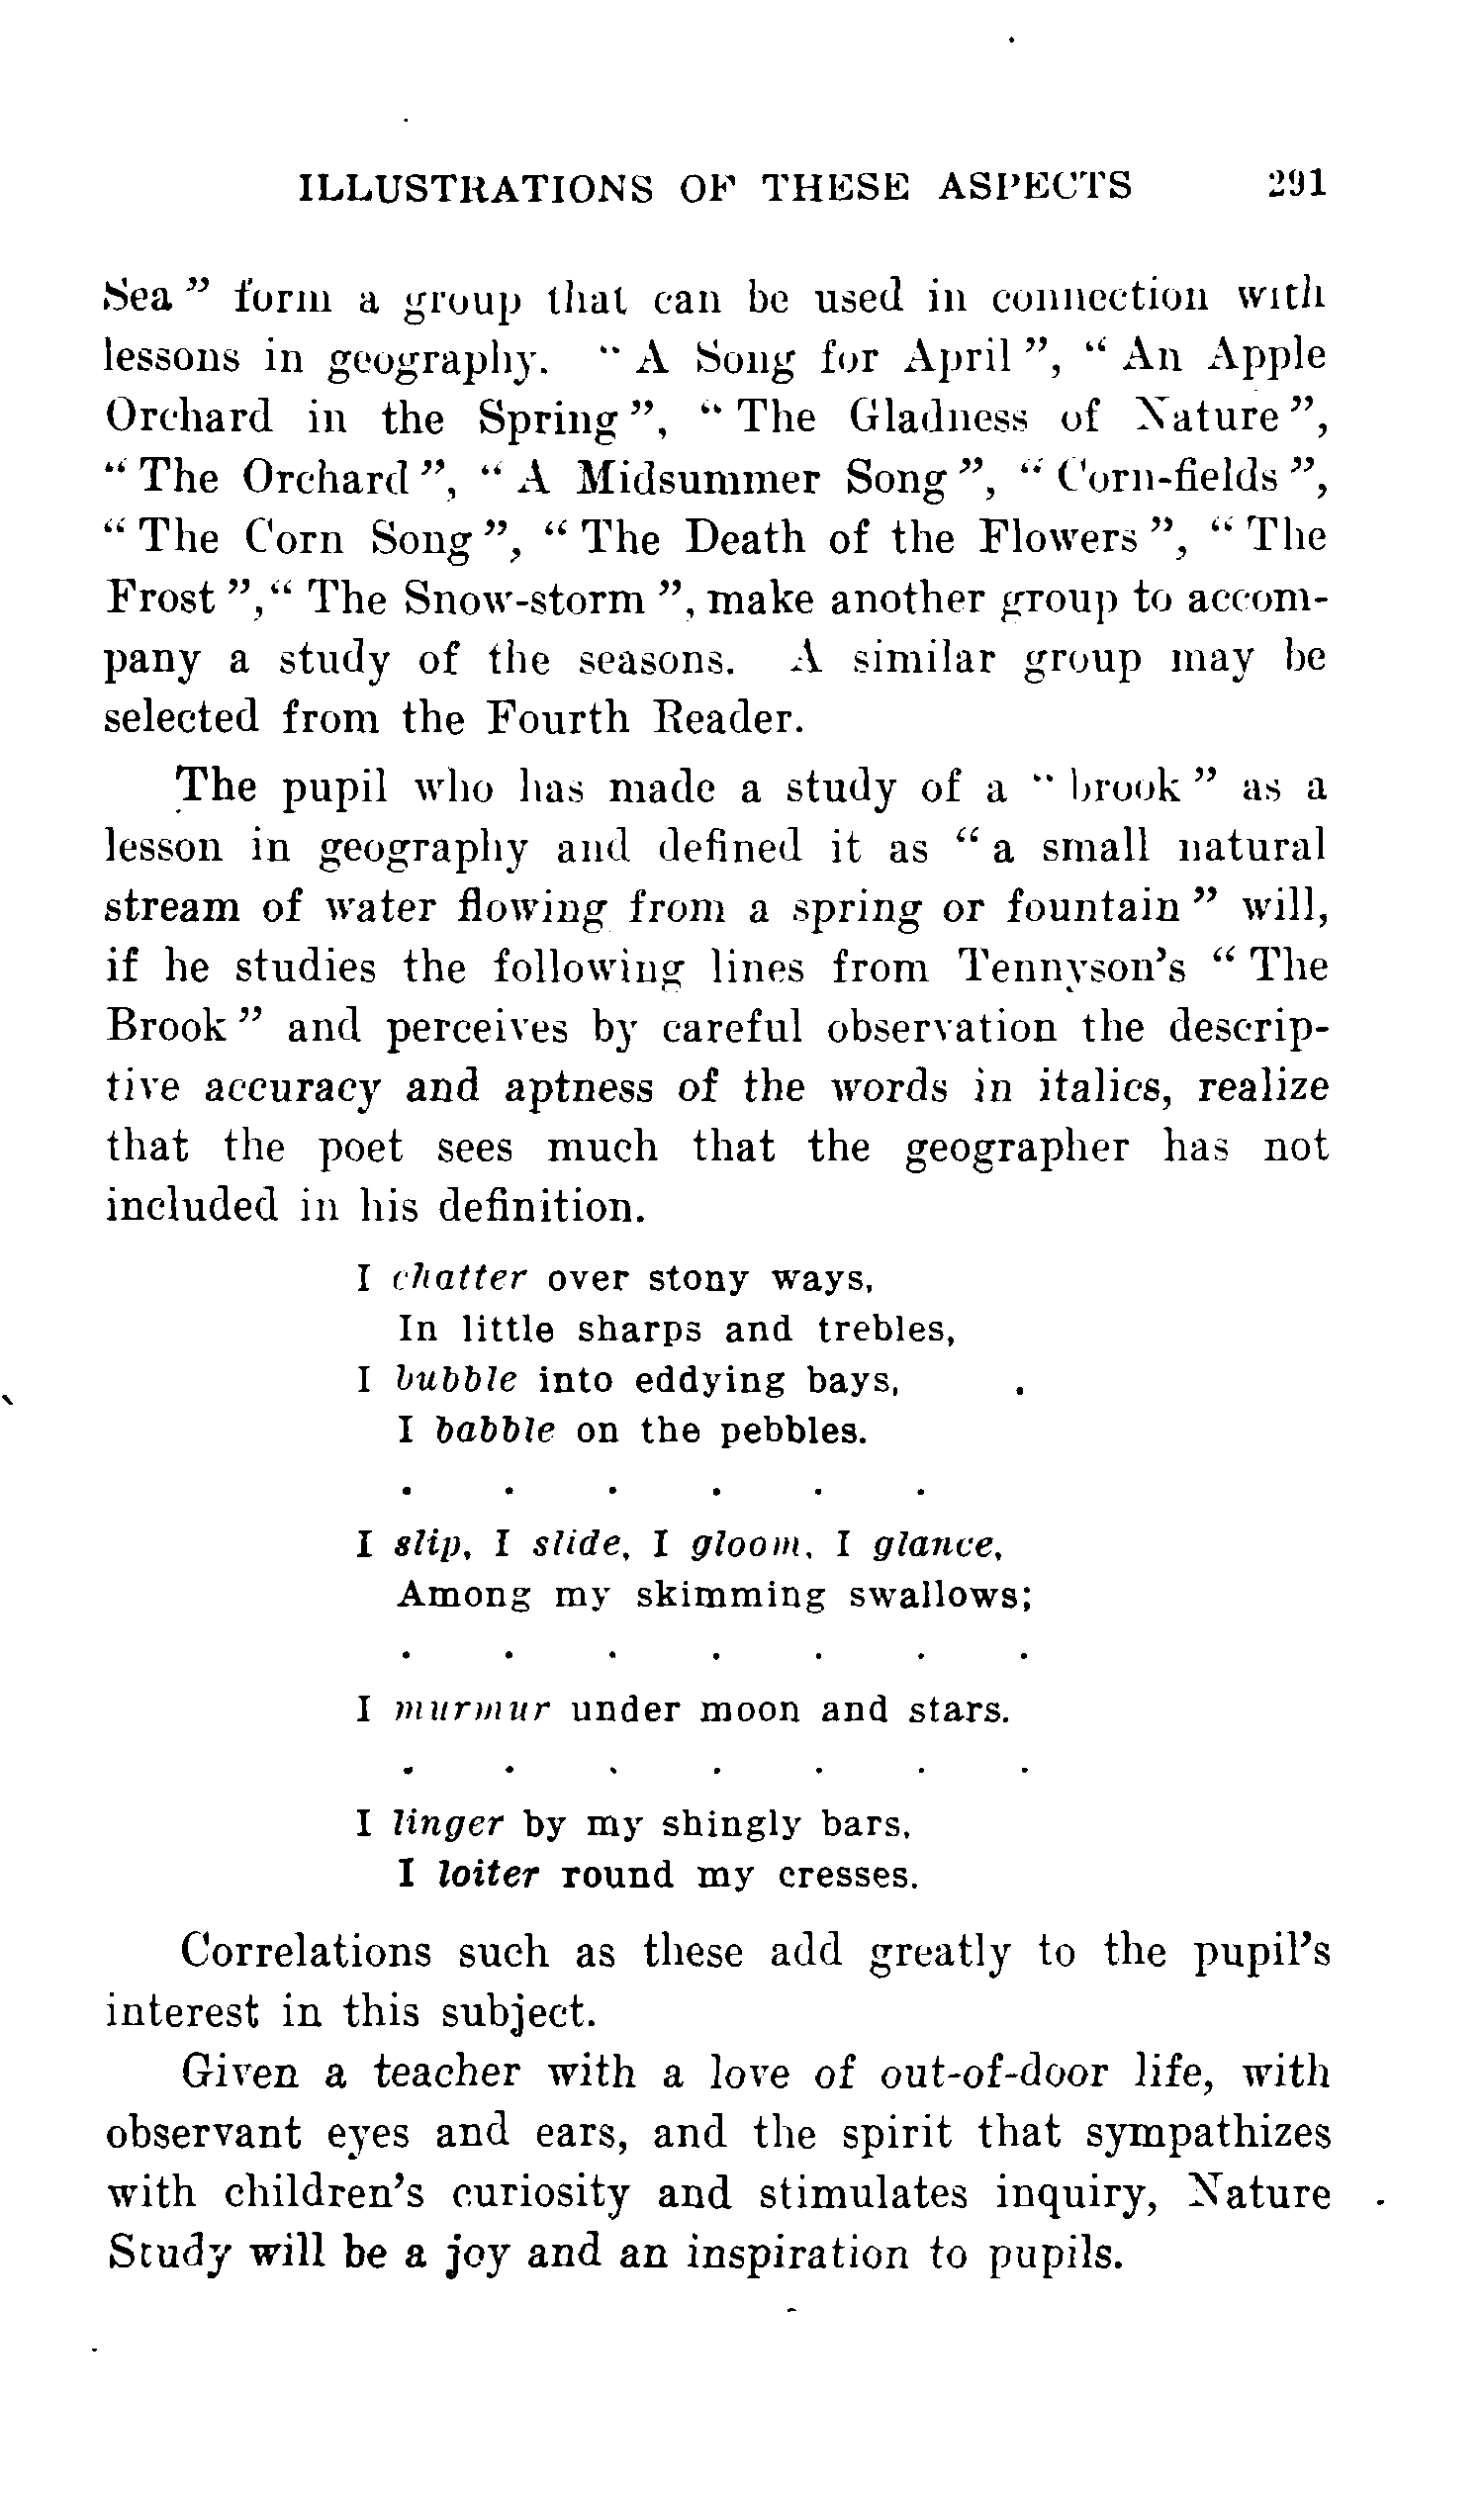 ILLUSTRATIONS OF THESE ASPECTS 291
Sea" form a group that can be used in connection with
lessons in geography. "A Song for April", "An Apple
Orchard in the Spring", "The Gladness of Nature",
"The Orchard", "A Midsummer Song", "Corn-fields",
"The Corn Song", "The Death of the Flowers", "The
Frost"," The Snow-storm", make another group to accom-
pany a study of the seasons. A similar group may be
selected from the Fourth Reader.
The pupil who has made a study of a "brook" as a
lesson in geography and defined it as "a small natural
stream of water flowing from a spring or fountain" will,
if he studies the following lines from Tennyson's "The
Brook" and perceives by careful observation the descrip-
tive accuracy and aptness of the words in italics, realize
that the poet sees much that the geographer has not
included in his definition.
I chatter over stony ways,
In little sharps and trebles,
I bubble into eddying bays,
I babble on the pebbles.
. . . . . .
I slip, I slide, I gloom, I glance,
Among my skimming swallows;
. . . . . . .
I murmur under moon and stars.
. . . . . . .
I linger by my shingly bars,
I loiter round my cresses.
Correlations such as these add greatly to the pupil's
interest in this subject.
Given a teacher with a love of out-of-door life, with
observant eyes and ears, and the spirit that sympathizes
with children's curiosity and stimulates inquiry, Nature
Study will be a joy and an inspiration to pupils.